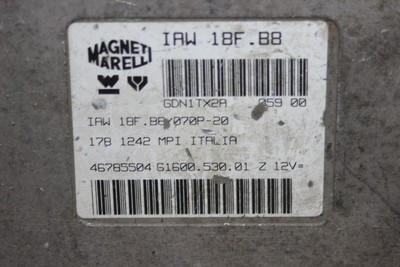 MAGNETI MARELLI
IAW 18F.B8
GDN1TX2A 059 00
IAW 18F.B8/070P-20
178 1242 MPI ITALIA
46785504 61600.530.01 Z 12V=